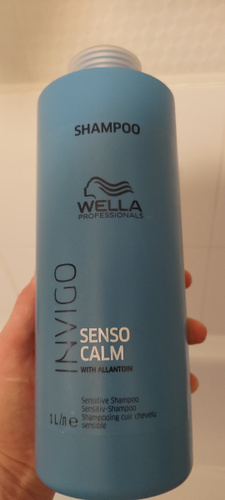 SHAMPOO
WELLA
PROFESSIONALS
INVIGO
SENSO
CALM
WITH ALLANTOIN
Sensitive Shampoo
Sensitiv-Shampoo
Shampooing cuir chevelu
sensible
1 L/n e